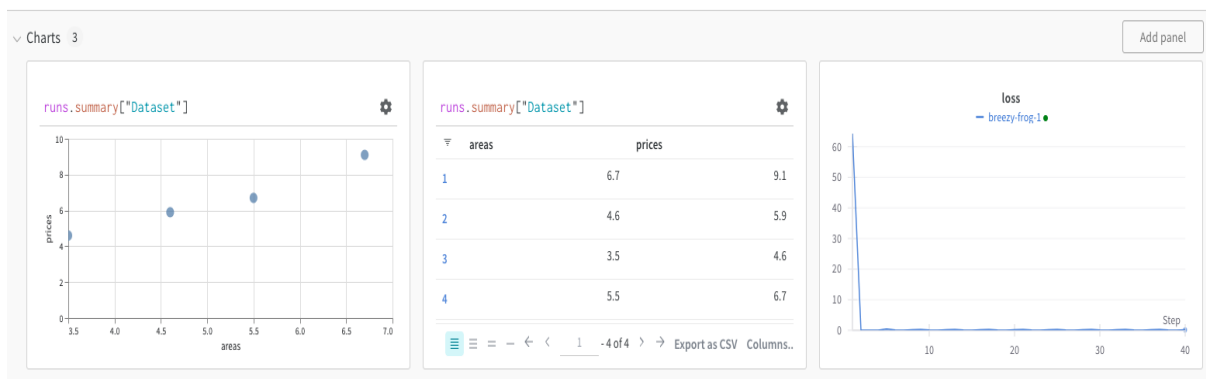 Charts 3
Add panel
runs.summary["Dataset"]
10
8
6
4
2
0
prices
3.5 4.0 4.5 5.0 5.5 6.0 6.5 7.0
areas
runs.summary["Dataset"]
areas prices
1 6.7 9.1
2 4.6 5.9
3 3.5 4.6
4 5.5 6.7
1 - 4 of 4 Export as CSV Columns..
loss
breezy-frog-1
60
50
40
30
20
10
0
Step
10 20 30 40